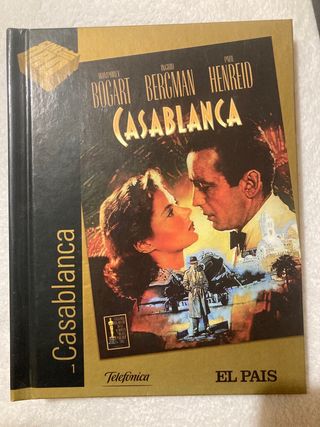 HUMPHREY INGRID PAUL
BOGART BERGMAN HENREID
CASABLANCA
1 Casablanca
Telefónica
EL PAIS